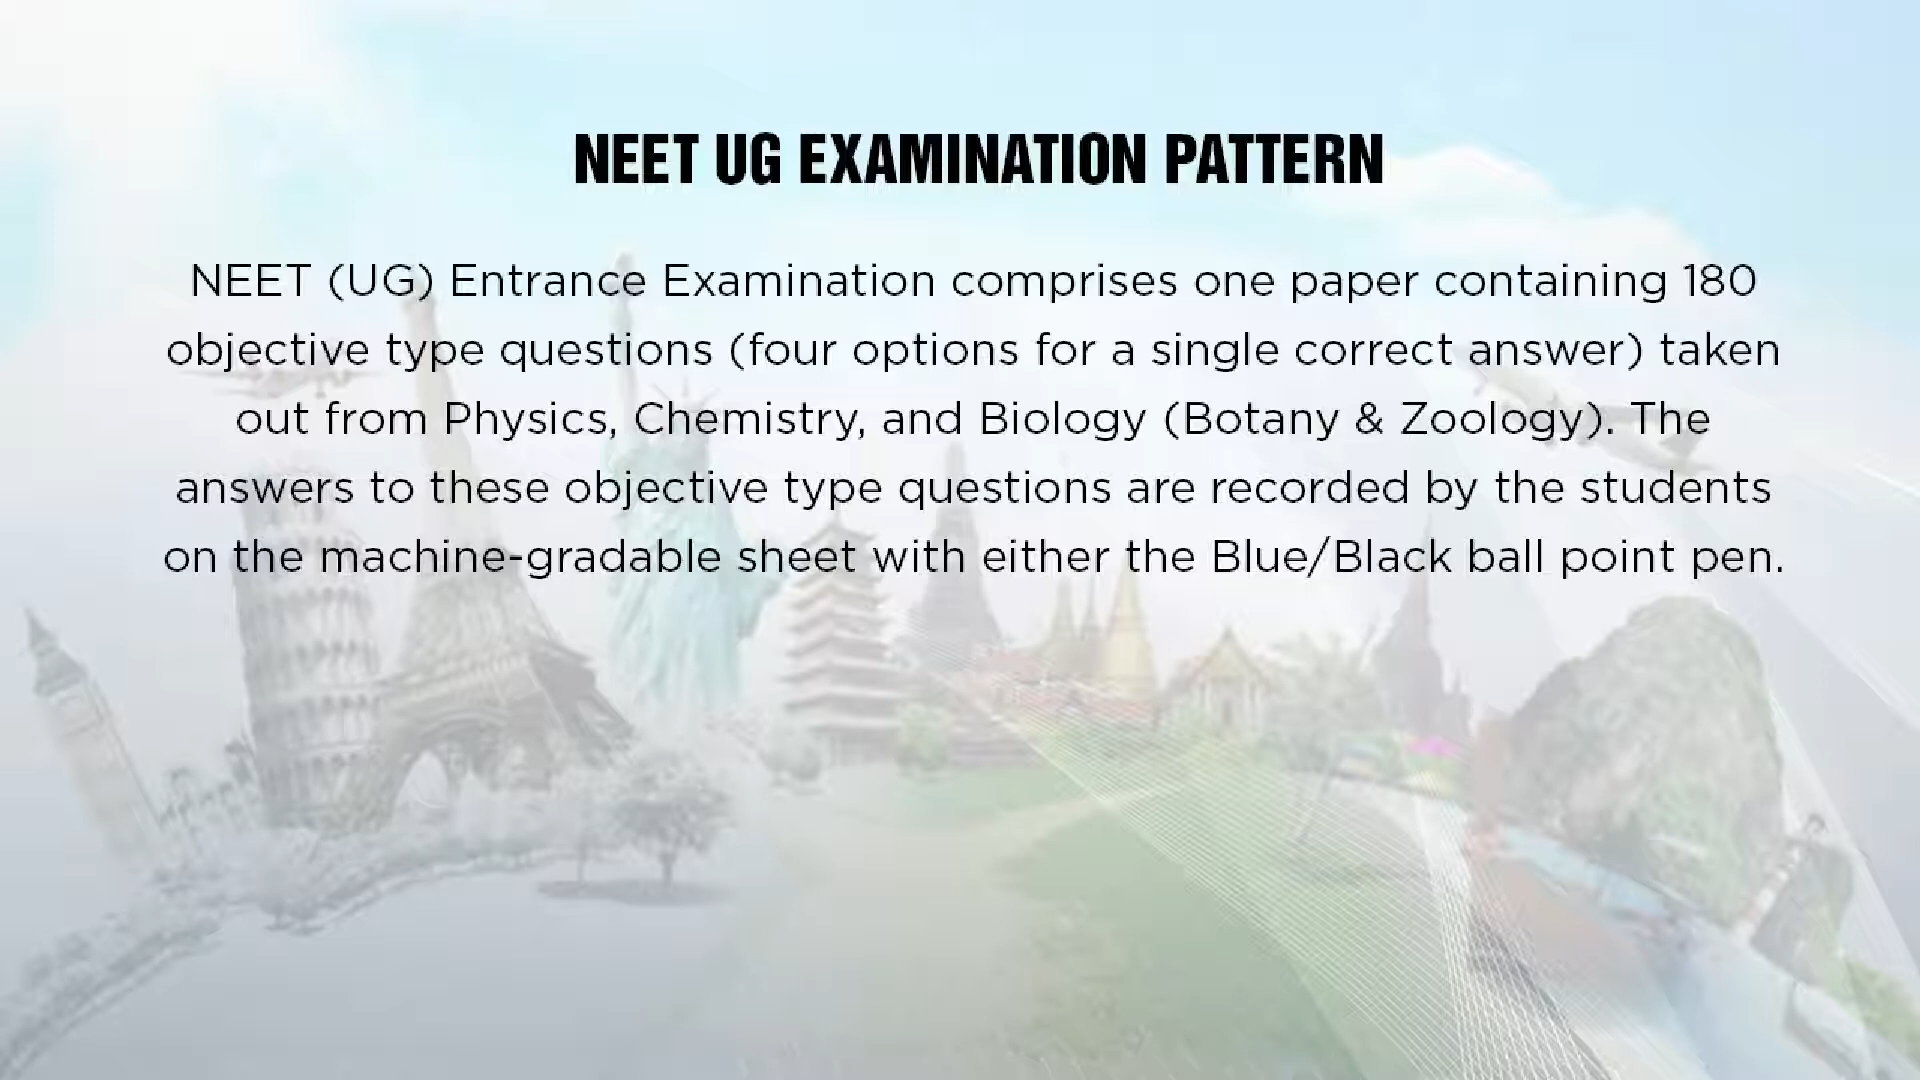 NEET UG EXAMINATION PATTERN
NEET (UG) Entrance Examination comprises one paper containing 180
objective type questions (four options for a single correct answer) taken
out from Physics, Chemistry, and Biology (Botany & Zoology). The
answers to these objective type questions are recorded by the students
on the machine-gradable sheet with either the Blue/Black ball point pen.